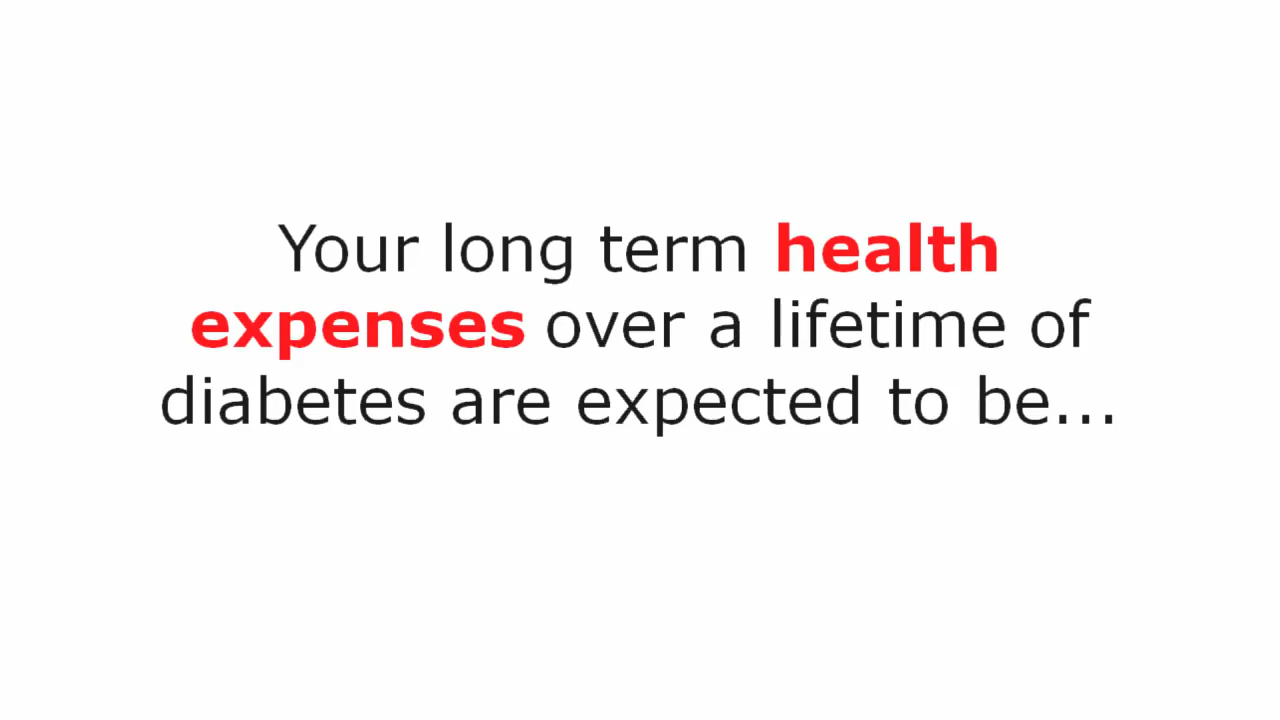 Your long term health
expenses over a lifetime of
diabetes are expected to be...